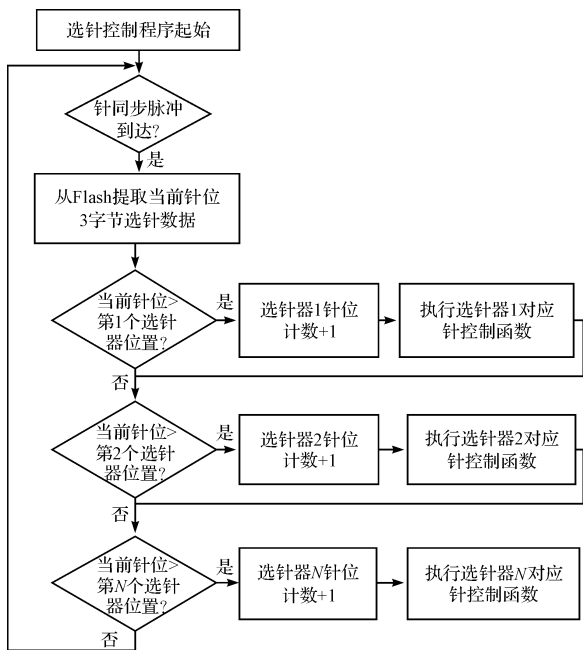 选针控制程序起始
针同步脉冲
到达?
是
从Flash提取当前针位
3字节选针数据
当前针位>
第1个选针
器位置?
是
选针器1针位
计数+1
执行选针器1对应
针控制函数
否
当前针位>
第2个选针
器位置?
是
选针器2针位
计数+1
执行选针器2对应
针控制函数
否
当前针位>
第N个选针
器位置?
是
选针器N针位
计数+1
执行选针器N对应
针控制函数
否